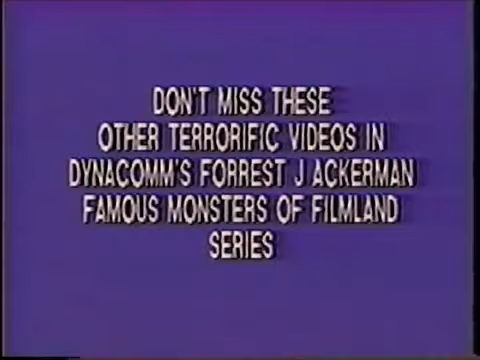 DON'T MISS THESE
OTHER TERRORIFIC VIDEOS IN
DYNACOMM'S FORREST J ACKERMAN
FAMOUS MONSTERS OF FILMLAND
SERIES